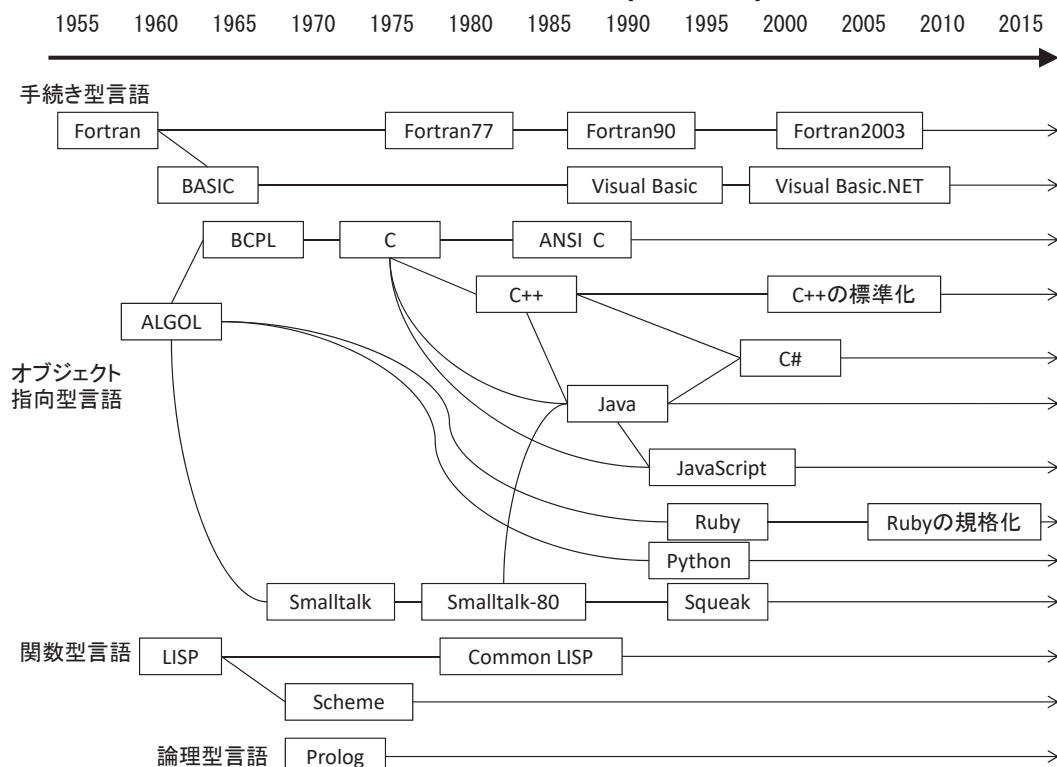 1955 1960 1965 1970 1975 1980 1985 1990 1995 2000 2005 2010 2015
手続き型言語
Fortran Fortran77 Fortran90 Fortran2003
BASIC Visual Basic Visual Basic.NET
BCPL C ANSI C
C++ C++の標準化
ALGOL
C#
オブジェクト
指向型言語
Java
JavaScript
Ruby Rubyの規格化
Python
Smalltalk Smalltalk-80 Squeak
関数型言語 LISP Common LISP
Scheme
論理型言語 Prolog